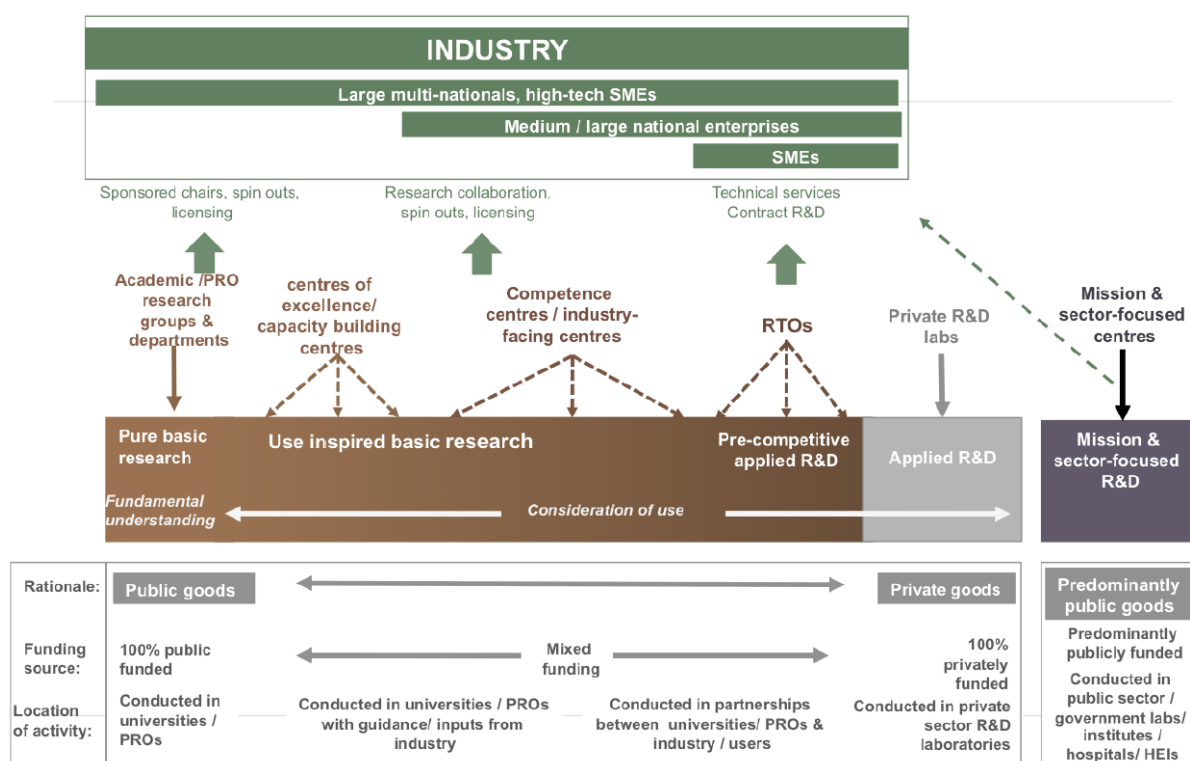 INDUSTRY
Large multi-nationals, high-tech SMEs
Medium / large national enterprises
SMEs
Sponsored chairs, spin outs,
licensing
Research collaboration,
spin outs, licensing
Technical services
Contract R&D
Academic /PRO
research
groups &
departments
centres of
excellence/
capacity building
centres
Competence
centres / industry-
facing centres
RTOs
Private R&D
labs
Mission &
sector-focused
centres
Pure basic
research
Use inspired basic research
Pre-competitive
applied R&D
Applied R&D
Mission &
sector-focused
R&D
Fundamental
understanding
Consideration of use
Rationale:
Public goods
Private goods
Predominantly
public goods
Funding
source:
100% public
funded
Mixed
funding
100%
privately
funded
Predominantly
publicly funded
Location
of activity:
Conducted in
universities /
PROs
Conducted in universities / PROs
with guidance/ inputs from
industry
Conducted in partnerships
between universities/ PROs &
industry / users
Conducted in private
sector R&D
laboratories
Conducted in
public sector /
government labs/
institutes /
hospitals/ HEIs